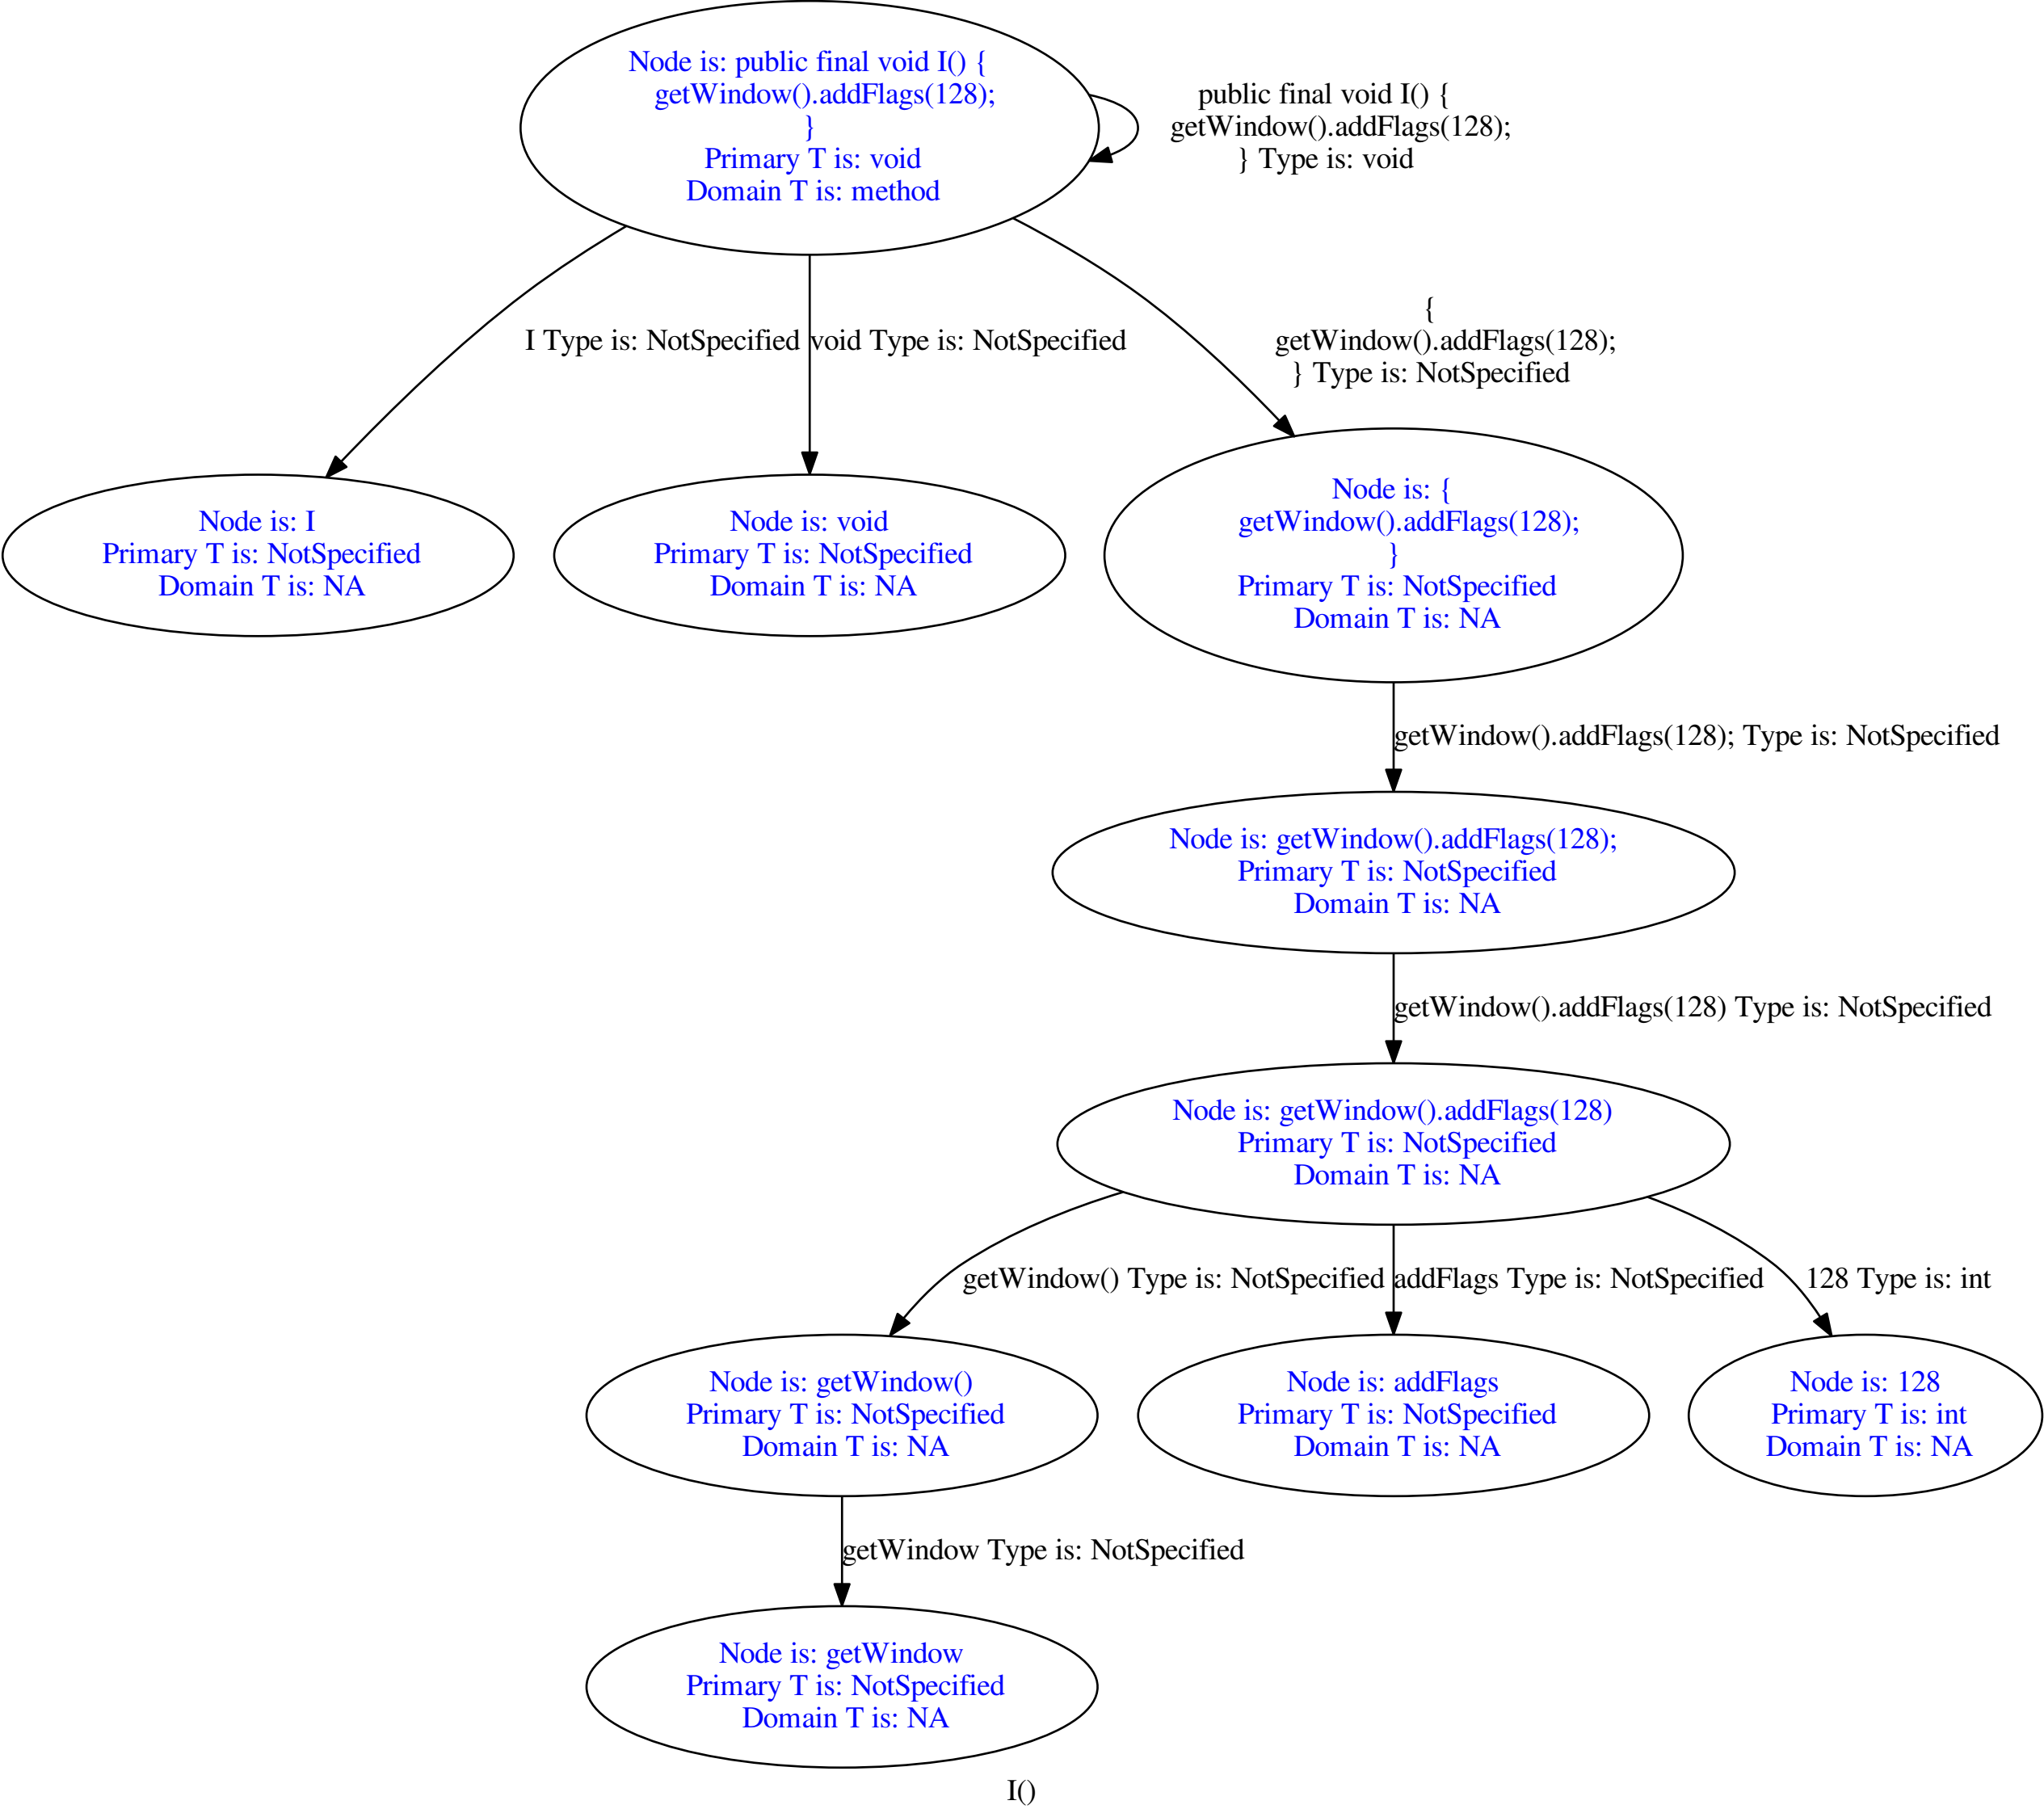 Node is: public final void I() {
getWindow().addFlags(128);
}
Primary T is: void
Domain T is: method
public final void I() {
getWindow().addFlags(128);
} Type is: void
I Type is: NotSpecified
void Type is: NotSpecified
{
getWindow().addFlags(128);
} Type is: NotSpecified
Node is: I
Primary T is: NotSpecified
Domain T is: NA
Node is: void
Primary T is: NotSpecified
Domain T is: NA
Node is: {
getWindow().addFlags(128);
}
Primary T is: NotSpecified
Domain T is: NA
getWindow().addFlags(128); Type is: NotSpecified
Node is: getWindow().addFlags(128);
Primary T is: NotSpecified
Domain T is: NA
getWindow().addFlags(128) Type is: NotSpecified
Node is: getWindow().addFlags(128)
Primary T is: NotSpecified
Domain T is: NA
getWindow() Type is: NotSpecified
addFlags Type is: NotSpecified
128 Type is: int
Node is: getWindow()
Primary T is: NotSpecified
Domain T is: NA
Node is: addFlags
Primary T is: NotSpecified
Domain T is: NA
Node is: 128
Primary T is: int
Domain T is: NA
getWindow Type is: NotSpecified
Node is: getWindow
Primary T is: NotSpecified
Domain T is: NA
I()